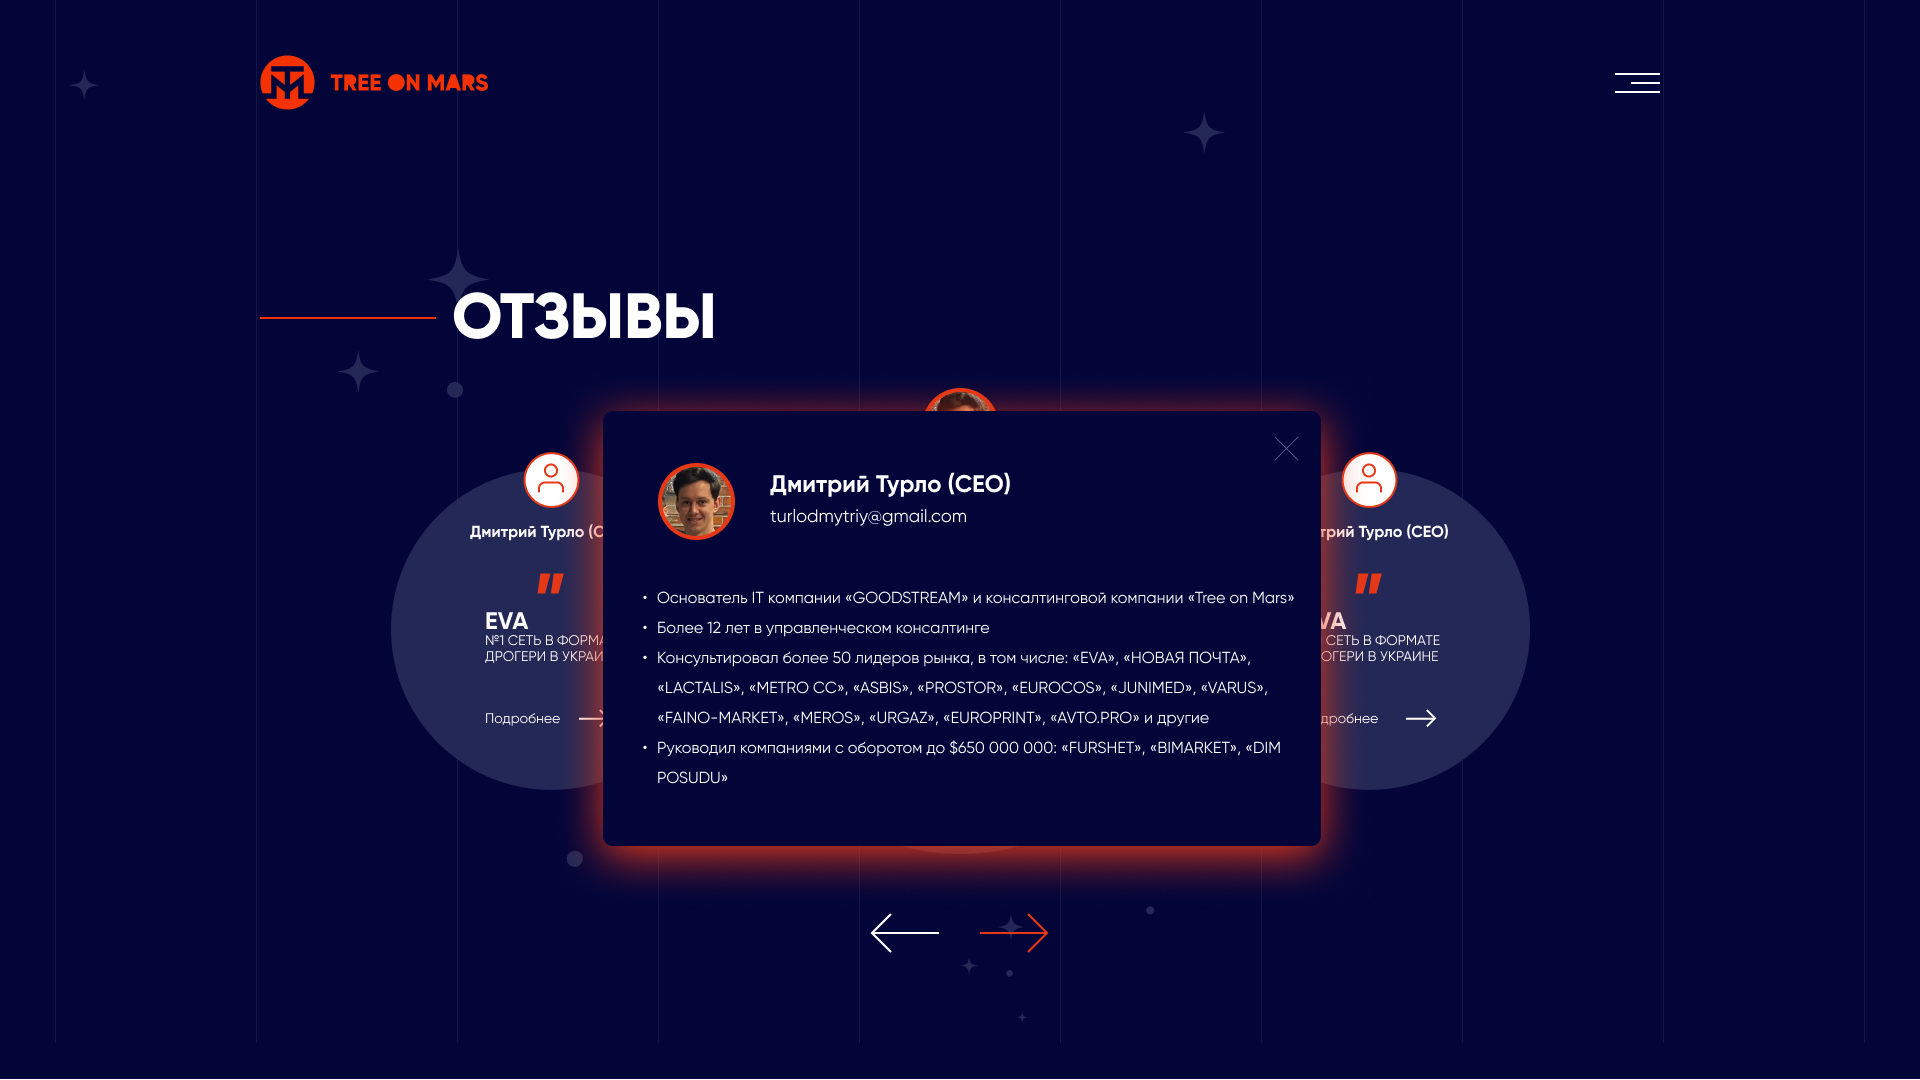 TREE ON MARS
ОТЗЫВЫ
Дмитрий Турло (CEO)
turlodmytriy@gmail.com
• Основатель IT компании «GOODSTREAM» и консалтинговой компании «Tree on Mars»
• Более 12 лет в управленческом консалтинге
• Консультировал более 50 лидеров рынка, в том числе: «EVA», «НОВАЯ ПОЧТА»,
«LACTALIS», «METRO CC», «ASBIS», «PROSTOR», «EUROCOS», «JUNIMED», «VARUS»,
«FAINO-MARKET», «MEROS», «URGAZ», «EUROPRINT», «AVTO.PRO» и другие
• Руководил компаниями с оборотом до $650 000 000: «FURSHET», «BIMARKET», «DIM
POSUDU»
Дмитрий Турло (C
"
EVA
№1 СЕТЬ В ФОРМА
ДРОГЕРИ В УКРАИ
Подробнее
трий Турло (CEO)
"
VA
СЕТЬ В ФОРМАТЕ
ОГЕРИ В УКРАИНЕ
дробнее